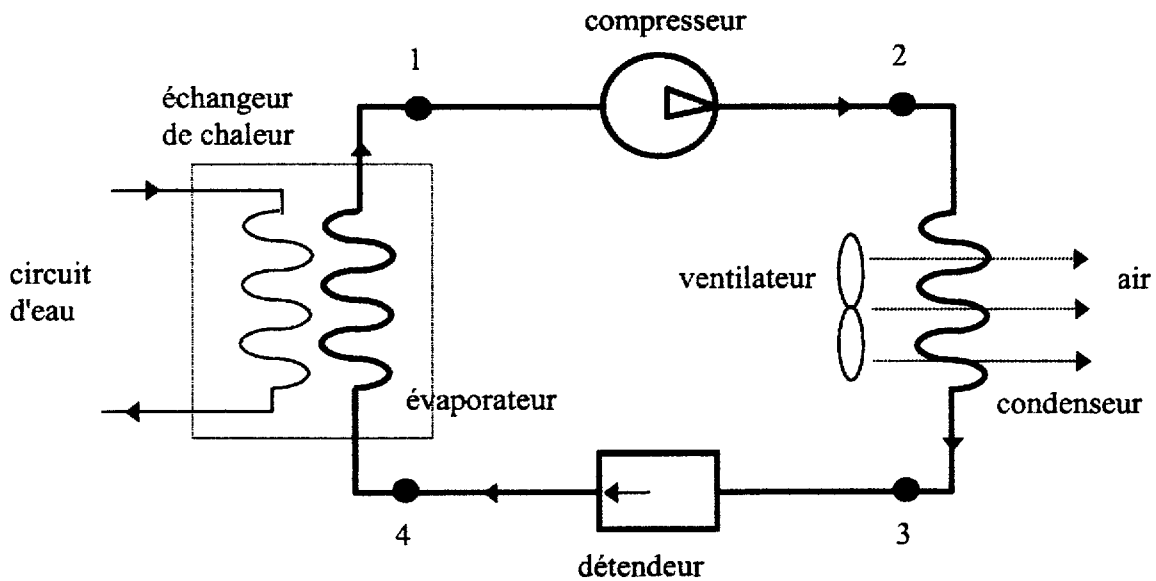 compresseur
1
2
échangeur
de chaleur
circuit
d'eau
ventilateur
air
évaporateur
condenseur
4
3
détendeur